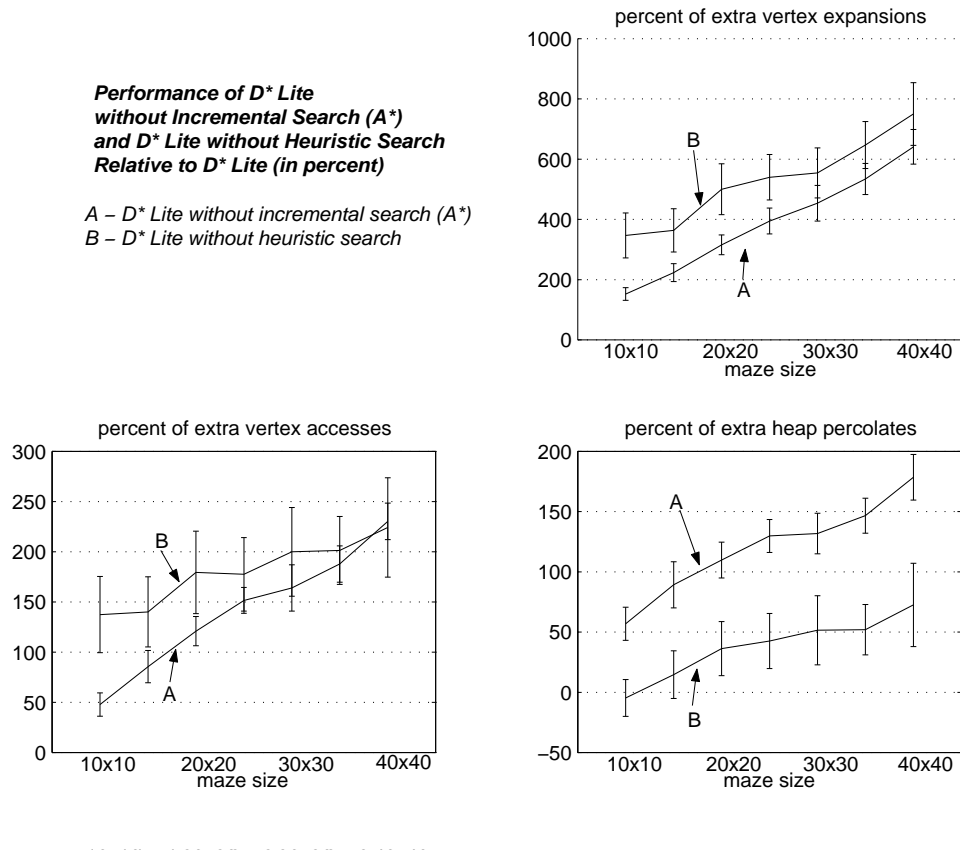 percent of extra vertex expansions
Performance of D* Lite
without Incremental Search (A*)
and D* Lite without Heuristic Search
Relative to D* Lite (in percent)
A – D* Lite without incremental search (A*)
B – D* Lite without heuristic search
1000
800
600
400
200
0
B
A
10x10 20x20 30x30 40x40
maze size
percent of extra vertex accesses
300
250
200
150
100
50
0
B
A
10x10 20x20 30x30 40x40
maze size
percent of extra heap percolates
200
150
100
50
0
−50
A
B
10x10 20x20 30x30 40x40
maze size